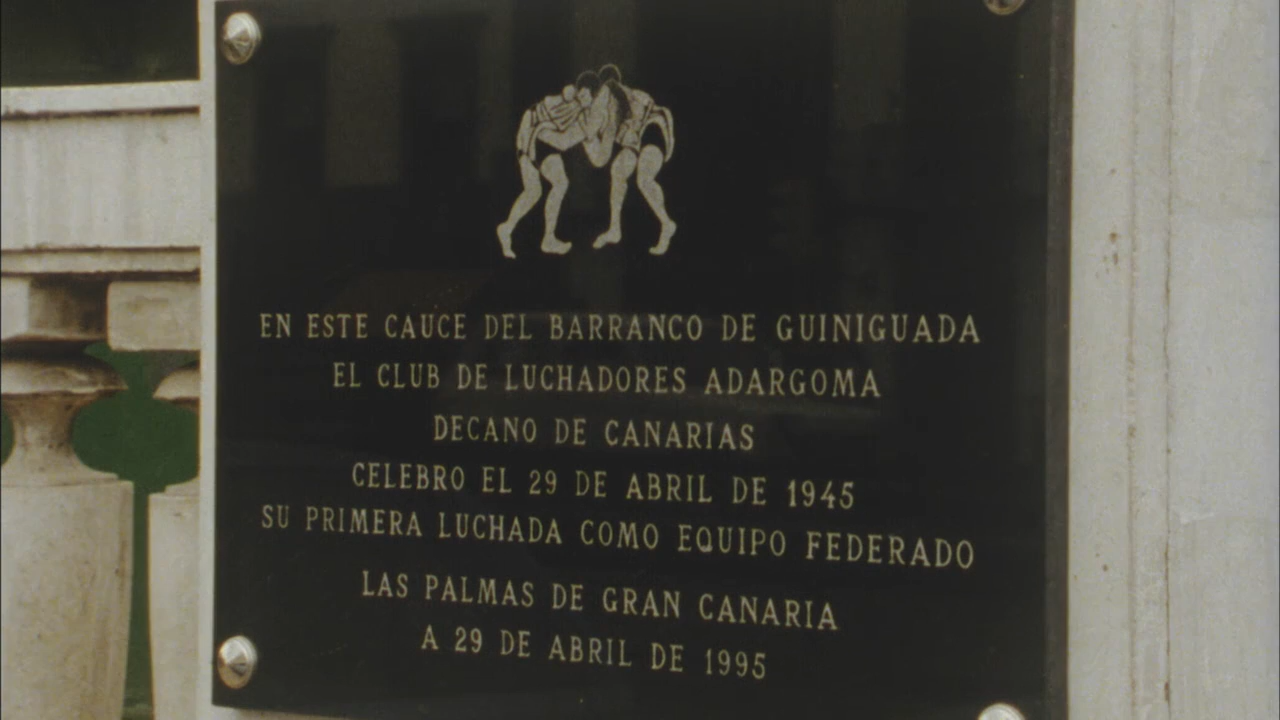 EN ESTE CAUCE DEL BARRANCO DE GUINIGUADA
EL CLUB DE LUCHADORES ADARGOMA
DECANO DE CANARIAS
CELEBRO EL 29 DE ABRIL DE 1945
SU PRIMERA LUCHADA COMO EQUIPO FEDERADO
LAS PALMAS DE GRAN CANARIA
A 29 DE ABRIL DE 1995